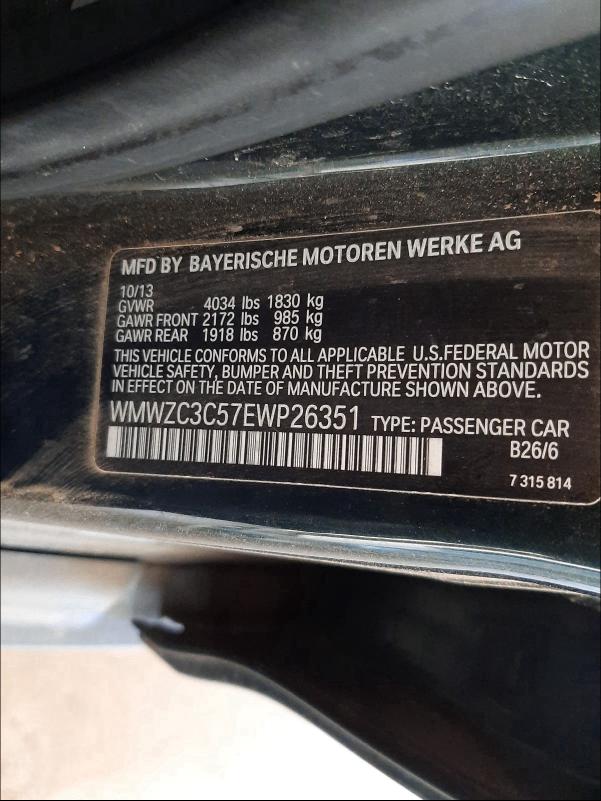 MFD BY BAYERISCHE MOTOREN WERKE AG
10/13
GVWR 4034 lbs 1830 kg
GAWR FRONT 2172 lbs 985 kg
GAWR REAR 1918 lbs 870 kg
THIS VEHICLE CONFORMS TO ALL APPLICABLE U.S.FEDERAL MOTOR
VEHICLE SAFETY, BUMPER AND THEFT PREVENTION STANDARDS
IN EFFECT ON THE DATE OF MANUFACTURE SHOWN ABOVE.
WMWZC3C57EWP26351 TYPE: PASSENGER CAR
B26/6
7 315 814